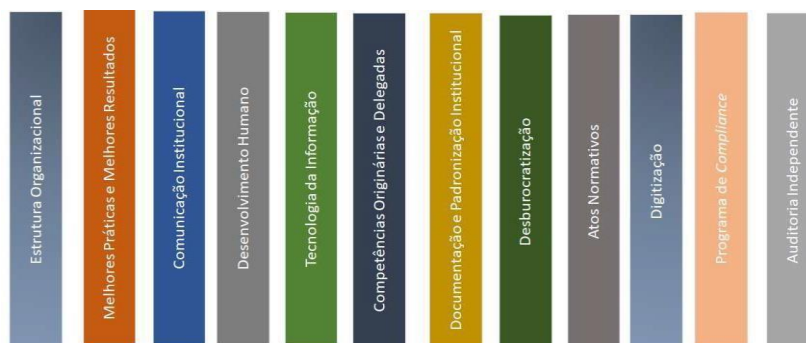 Estrutura Organizacional
Melhores Práticas e Melhores Resultados
Comunicação Institucional
Desenvolvimento Humano
Tecnologia da Informação
Competências Originárias e Delegadas
Documentação e Padronização Institucional
Desburocratização
Atos Normativos
Digitização
Programa de Compliance
Auditoria Independente